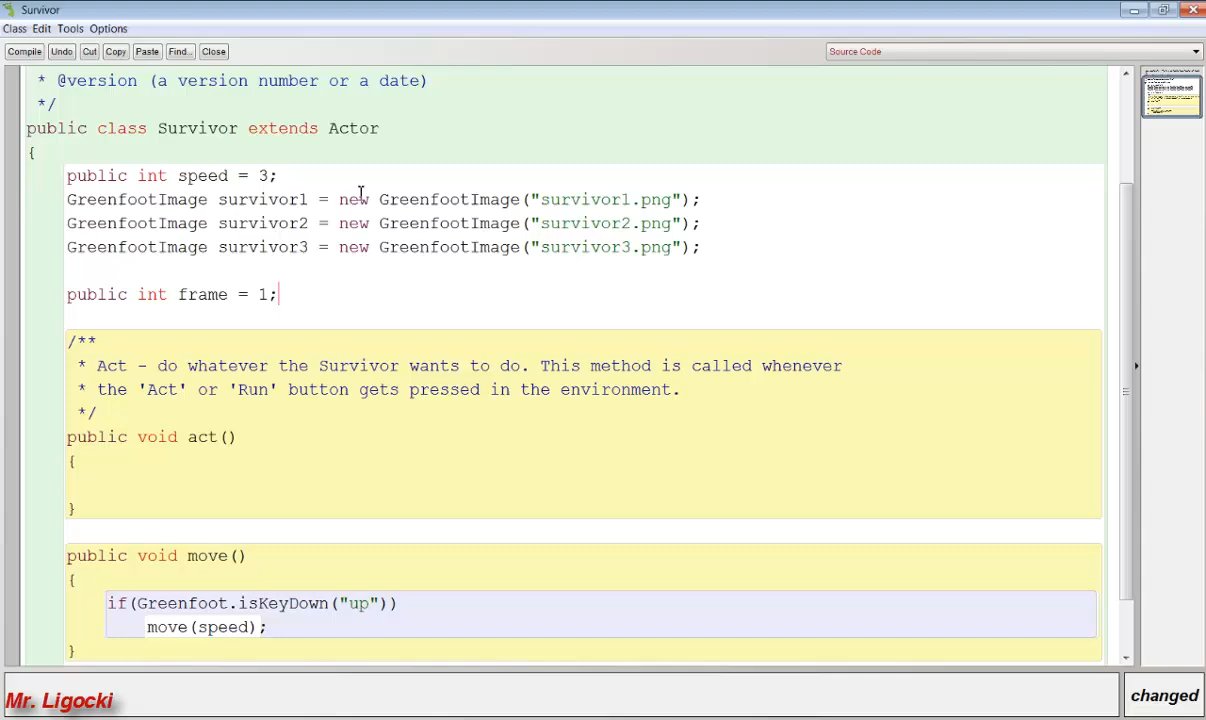 Survivor
Class Edit Tools Options
Compile Undo Cut Copy Paste Find... Close Source Code
* @version (a version number or a date)
*/
public class Survivor extends Actor
{
public int speed = 3;
GreenfootImage survivor1 = new GreenfootImage("survivor1.png");
GreenfootImage survivor2 = new GreenfootImage("survivor2.png");
GreenfootImage survivor3 = new GreenfootImage("survivor3.png");
public int frame = 1;
/**
* Act - do whatever the Survivor wants to do. This method is called whenever
* the 'Act' or 'Run' button gets pressed in the environment.
*/
public void act()
{
}
public void move()
{
if(Greenfoot.isKeyDown("up"))
move(speed);
}
Mr. Ligocki
changed